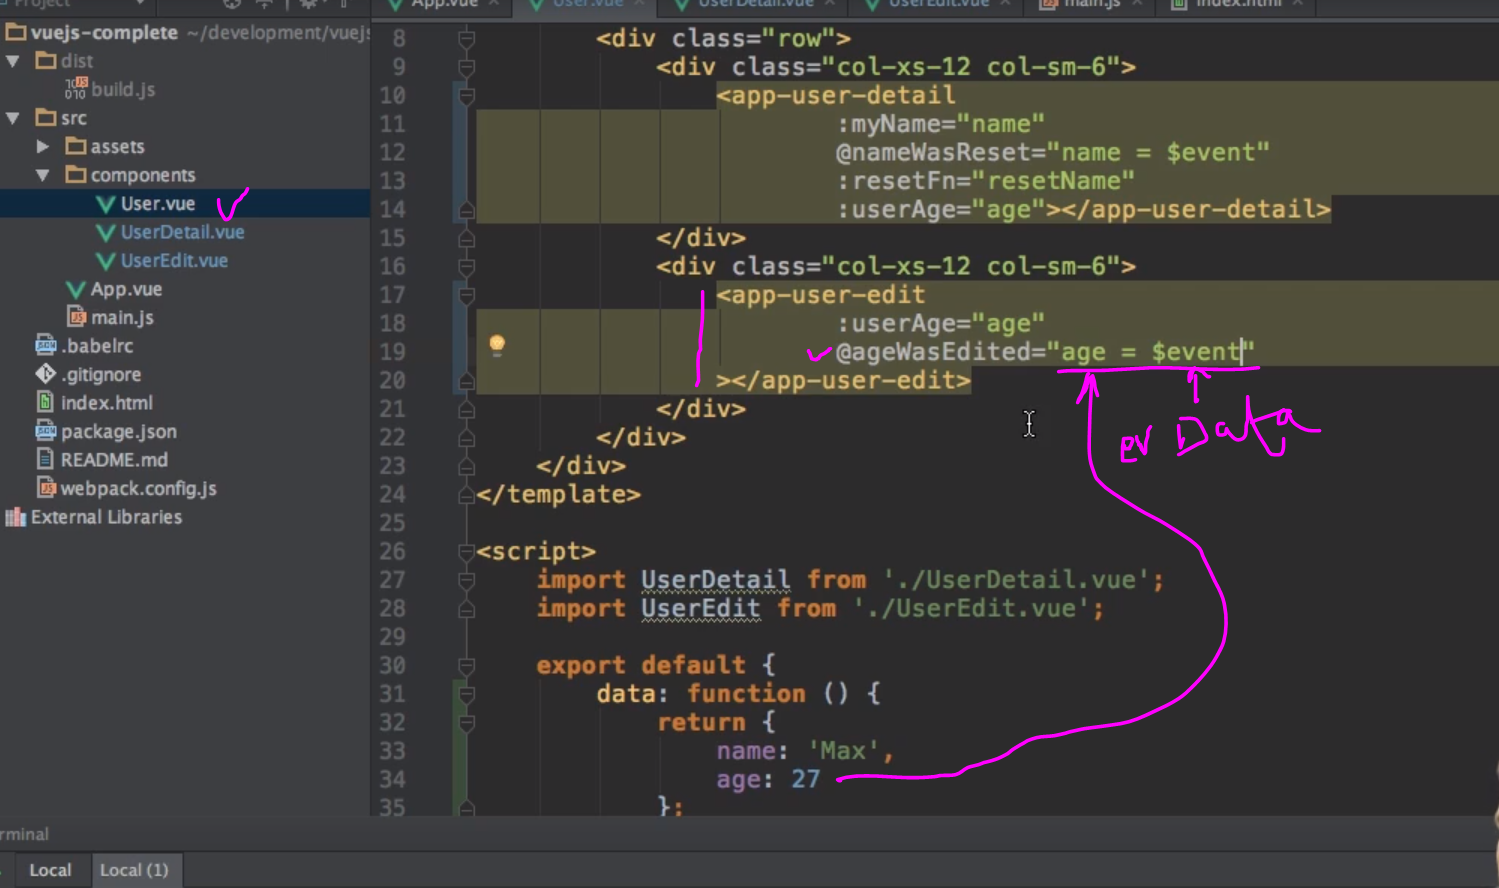 Project
App.vue
User.vue
UserDetail.vue
UserEdit.vue
main.js
index.html
vuejs-complete ~/development/vuejs
dist
build.js
src
assets
components
User.vue
UserDetail.vue
UserEdit.vue
App.vue
main.js
.babelrc
.gitignore
index.html
package.json
README.md
webpack.config.js
External Libraries
8 <div class="row">
9 <div class="col-xs-12 col-sm-6">
10 <app-user-detail
11 :myName="name"
12 @nameWasReset="name = $event"
13 :resetFn="resetName"
14 :userAge="age"></app-user-detail>
15 </div>
16 <div class="col-xs-12 col-sm-6">
17 <app-user-edit
18 :userAge="age"
19 @ageWasEdited="age = $event"
20 ></app-user-edit>
21 </div>
22 </div>
23 </div>
24 </template>
25
26 <script>
27 import UserDetail from './UserDetail.vue';
28 import UserEdit from './UserEdit.vue';
29
30 export default {
31 data: function () {
32 return {
33 name: 'Max',
34 age: 27
35 };
ev Data
rminal
Local
Local (1)